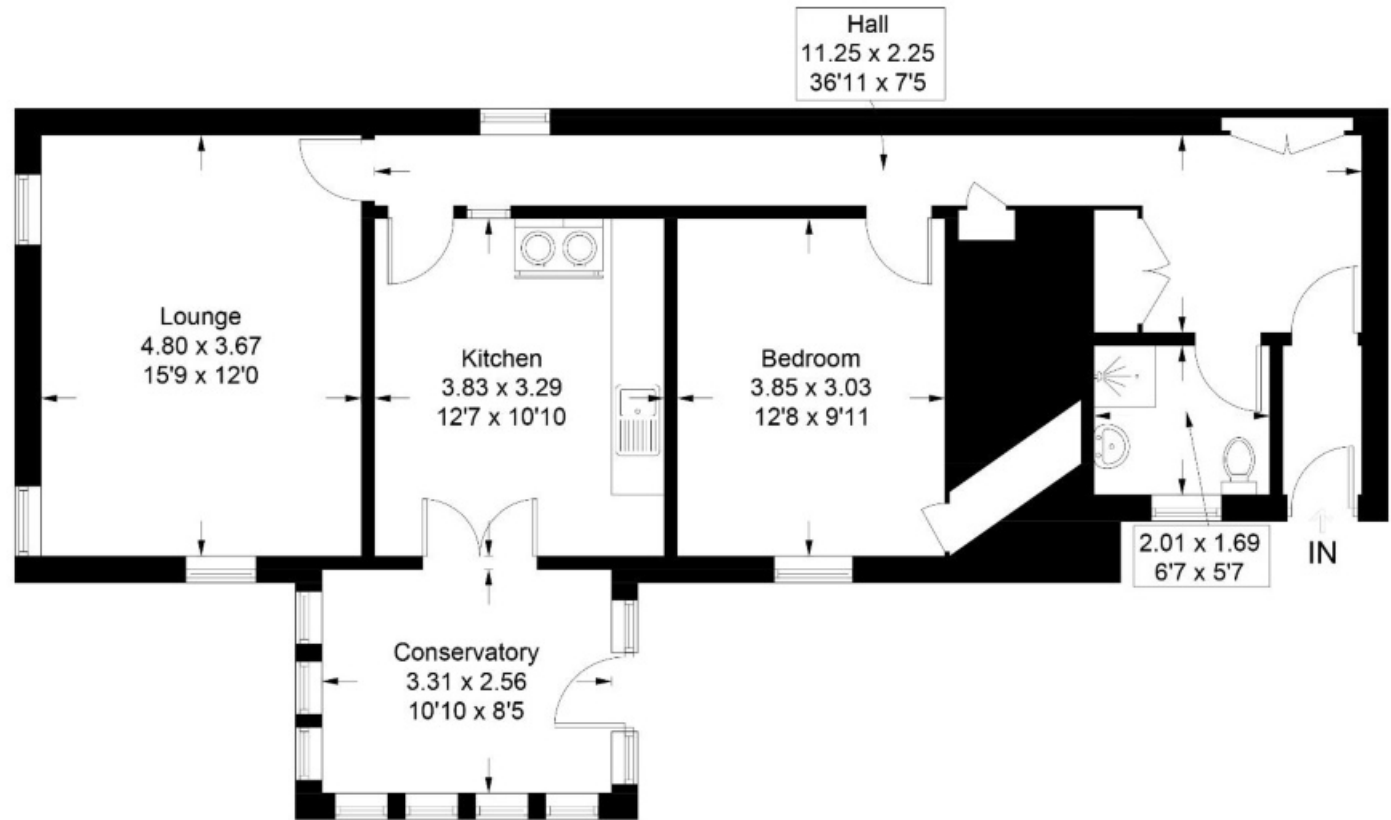 Hall
11.25 x 2.25
36'11 x 7'5
Lounge
4.80 x 3.67
15'9 x 12'0
Kitchen
3.83 x 3.29
12'7 x 10'10
Bedroom
3.85 x 3.03
12'8 x 9'11
2.01 x 1.69
6'7 x 5'7
IN
Conservatory
3.31 x 2.56
10'10 x 8'5